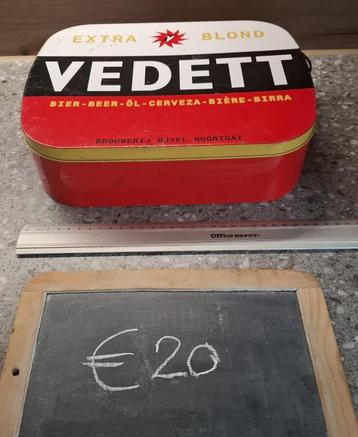 EXTRA BLOND
VEDETT
BIER-BEER-ÖL-CERVEZA-BIÈRE-BIRRA
BROUWERIJ DUVEL MOORTGAT
Office DEPOT
€20